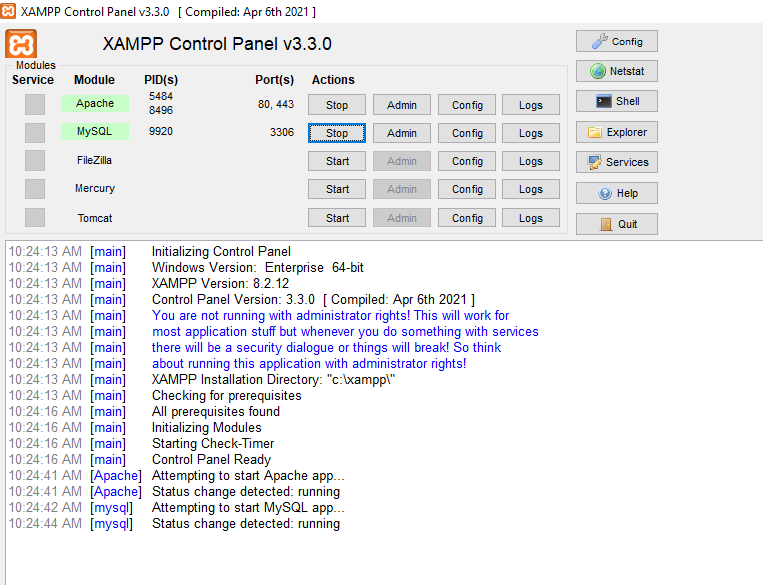 XAMPP Control Panel v3.3.0 [ Compiled: Apr 6th 2021 ]
XAMPP Control Panel v3.3.0
Config
Modules
Service Module PID(s) Port(s) Actions
Netstat
Apache 5484 80, 443 Stop Admin Config Logs
8496
Shell
MySQL 9920 3306 Stop Admin Config Logs
Explorer
FileZilla Start Admin Config Logs
Services
Mercury Start Admin Config Logs
Help
Tomcat Start Admin Config Logs
Quit
10:24:13 AM [main] Initializing Control Panel
10:24:13 AM [main] Windows Version: Enterprise 64-bit
10:24:13 AM [main] XAMPP Version: 8.2.12
10:24:13 AM [main] Control Panel Version: 3.3.0 [ Compiled: Apr 6th 2021 ]
10:24:13 AM [main] You are not running with administrator rights! This will work for
10:24:13 AM [main] most application stuff but whenever you do something with services
10:24:13 AM [main] there will be a security dialogue or things will break! So think
10:24:13 AM [main] about running this application with administrator rights!
10:24:13 AM [main] XAMPP Installation Directory: "c:\xampp\"
10:24:13 AM [main] Checking for prerequisites
10:24:16 AM [main] All prerequisites found
10:24:16 AM [main] Initializing Modules
10:24:16 AM [main] Starting Check-Timer
10:24:16 AM [main] Control Panel Ready
10:24:41 AM [Apache] Attempting to start Apache app...
10:24:41 AM [Apache] Status change detected: running
10:24:42 AM [mysql] Attempting to start MySQL app...
10:24:44 AM [mysql] Status change detected: running